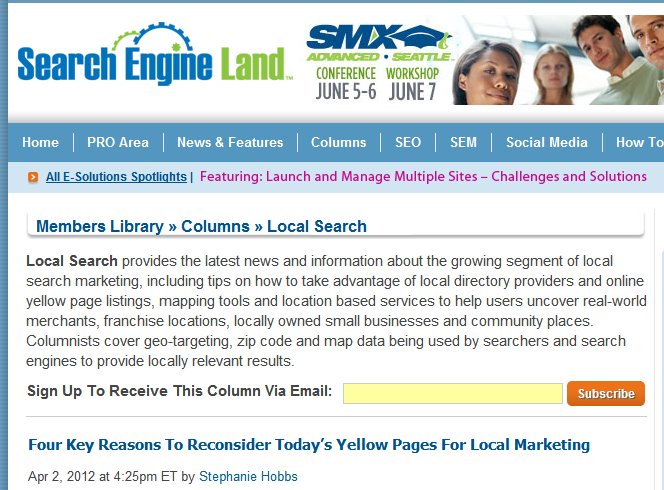 Search Engine Land™
SMX
ADVANCED • SEATTLE
CONFERENCE WORKSHOP
JUNE 5-6 JUNE 7
Home PRO Area News & Features Columns SEO SEM Social Media How To
All E-Solutions Spotlights | Featuring: Launch and Manage Multiple Sites – Challenges and Solutions
Members Library » Columns » Local Search
Local Search provides the latest news and information about the growing segment of local
search marketing, including tips on how to take advantage of local directory providers and online
yellow page listings, mapping tools and location based services to help users uncover real-world
merchants, franchise locations, locally owned small businesses and community places.
Columnists cover geo-targeting, zip code and map data being used by searchers and search
engines to provide locally relevant results.
Sign Up To Receive This Column Via Email: Subscribe
Four Key Reasons To Reconsider Today's Yellow Pages For Local Marketing
Apr 2, 2012 at 4:25pm ET by Stephanie Hobbs